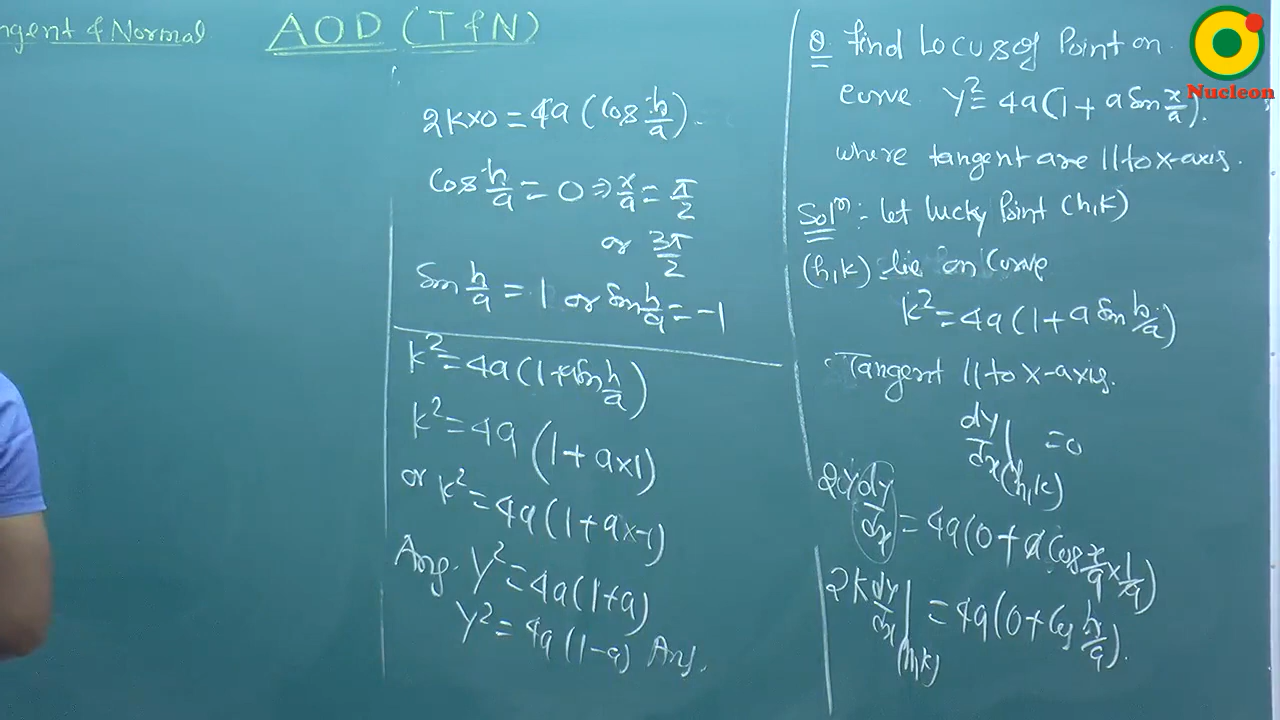 ngent & Normal
AOD (T & N)
Nucleon
Q. Find Locus of Point on
Curve y² = 4a(1 + a Sin x/a).
where tangent are || to x-axis.
Solⁿ: let lucky Point (h,k)
(h,k) lie on Curve
k² = 4a(1 + a Sin h/a)
Tangent || to x-axis.
dy/dx|(h,k) = 0
2y dy/dx = 4a(0 + a Cos x/a × 1/a)
2k dy/dx|(h,k) = 4a(0 + Cos h/a).
2k×0 = 4a(Cos h/a).
Cos h/a = 0 ⇒ x/a = π/2
or 3π/2
Sin h/a = 1 or Sin h/a = -1
k² = 4a(1+a Sin h/a)
k² = 4a(1 + a×1)
or k² = 4a(1 + a×-1)
Ans. y² = 4a(1+a)
y² = 4a(1-a) Ans.